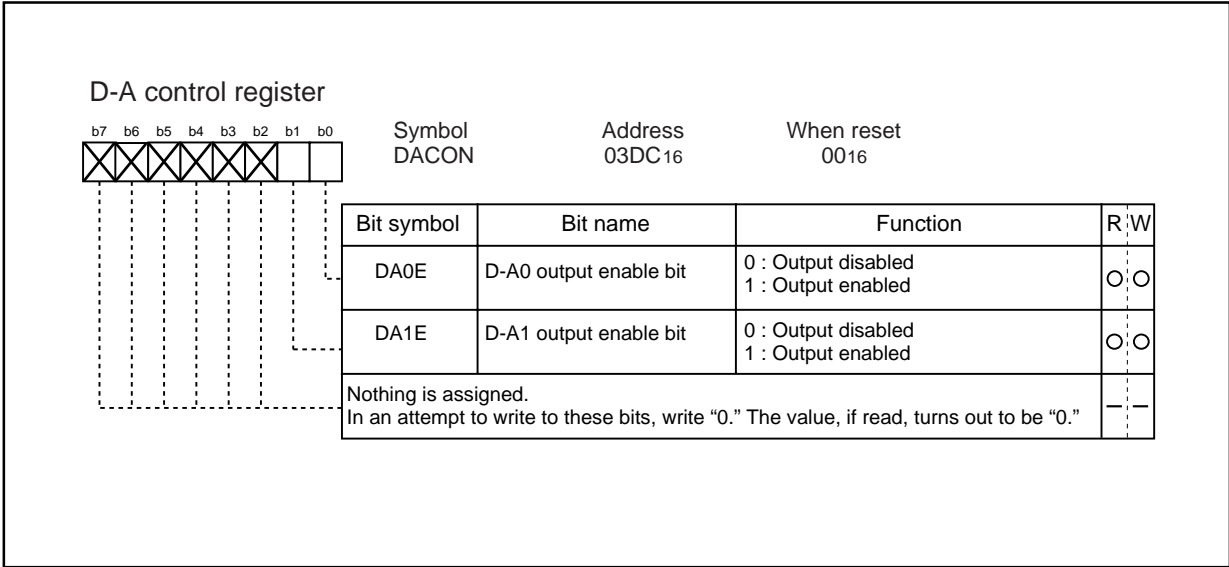 D-A control register
b7 b6 b5 b4 b3 b2 b1 b0
Symbol Address When reset
DACON 03DC16 0016
Bit symbol Bit name Function R W
DA0E D-A0 output enable bit 0 : Output disabled
1 : Output enabled
DA1E D-A1 output enable bit 0 : Output disabled
1 : Output enabled
Nothing is assigned.
In an attempt to write to these bits, write “0.” The value, if read, turns out to be “0.”